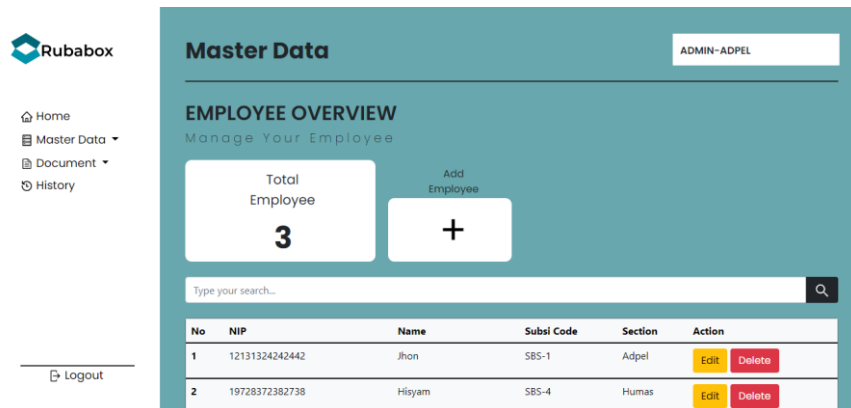 Rubabox
Master Data
ADMIN-ADPEL
Home
Master Data
Document
History
Logout
EMPLOYEE OVERVIEW
Manage Your Employee
Total
Employee
3
Add
Employee
+
Type your search...
No NIP Name Subsi Code Section Action
1 12131324242442 Jhon SBS-1 Adpel Edit Delete
2 19728372382738 Hisyam SBS-4 Humas Edit Delete